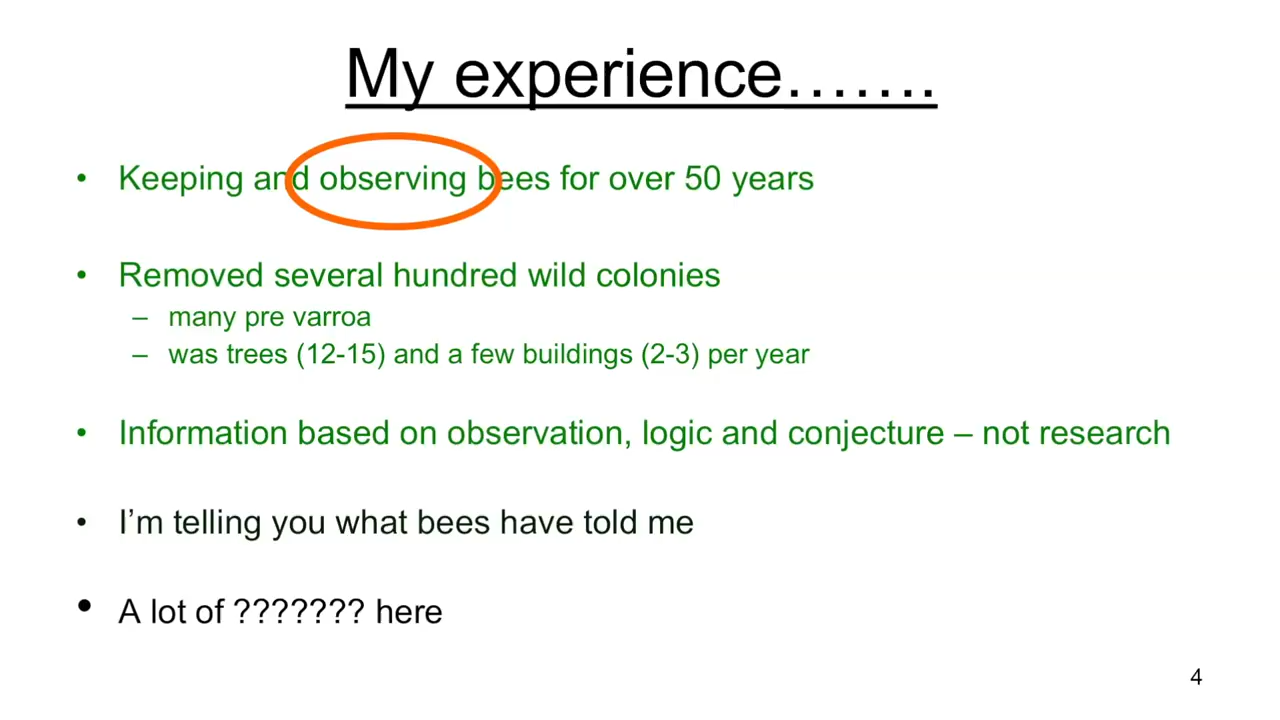 My experience…….
• Keeping and observing bees for over 50 years
• Removed several hundred wild colonies
– many pre varroa
– was trees (12-15) and a few buildings (2-3) per year
• Information based on observation, logic and conjecture – not research
• I’m telling you what bees have told me
• A lot of ??????? here
4